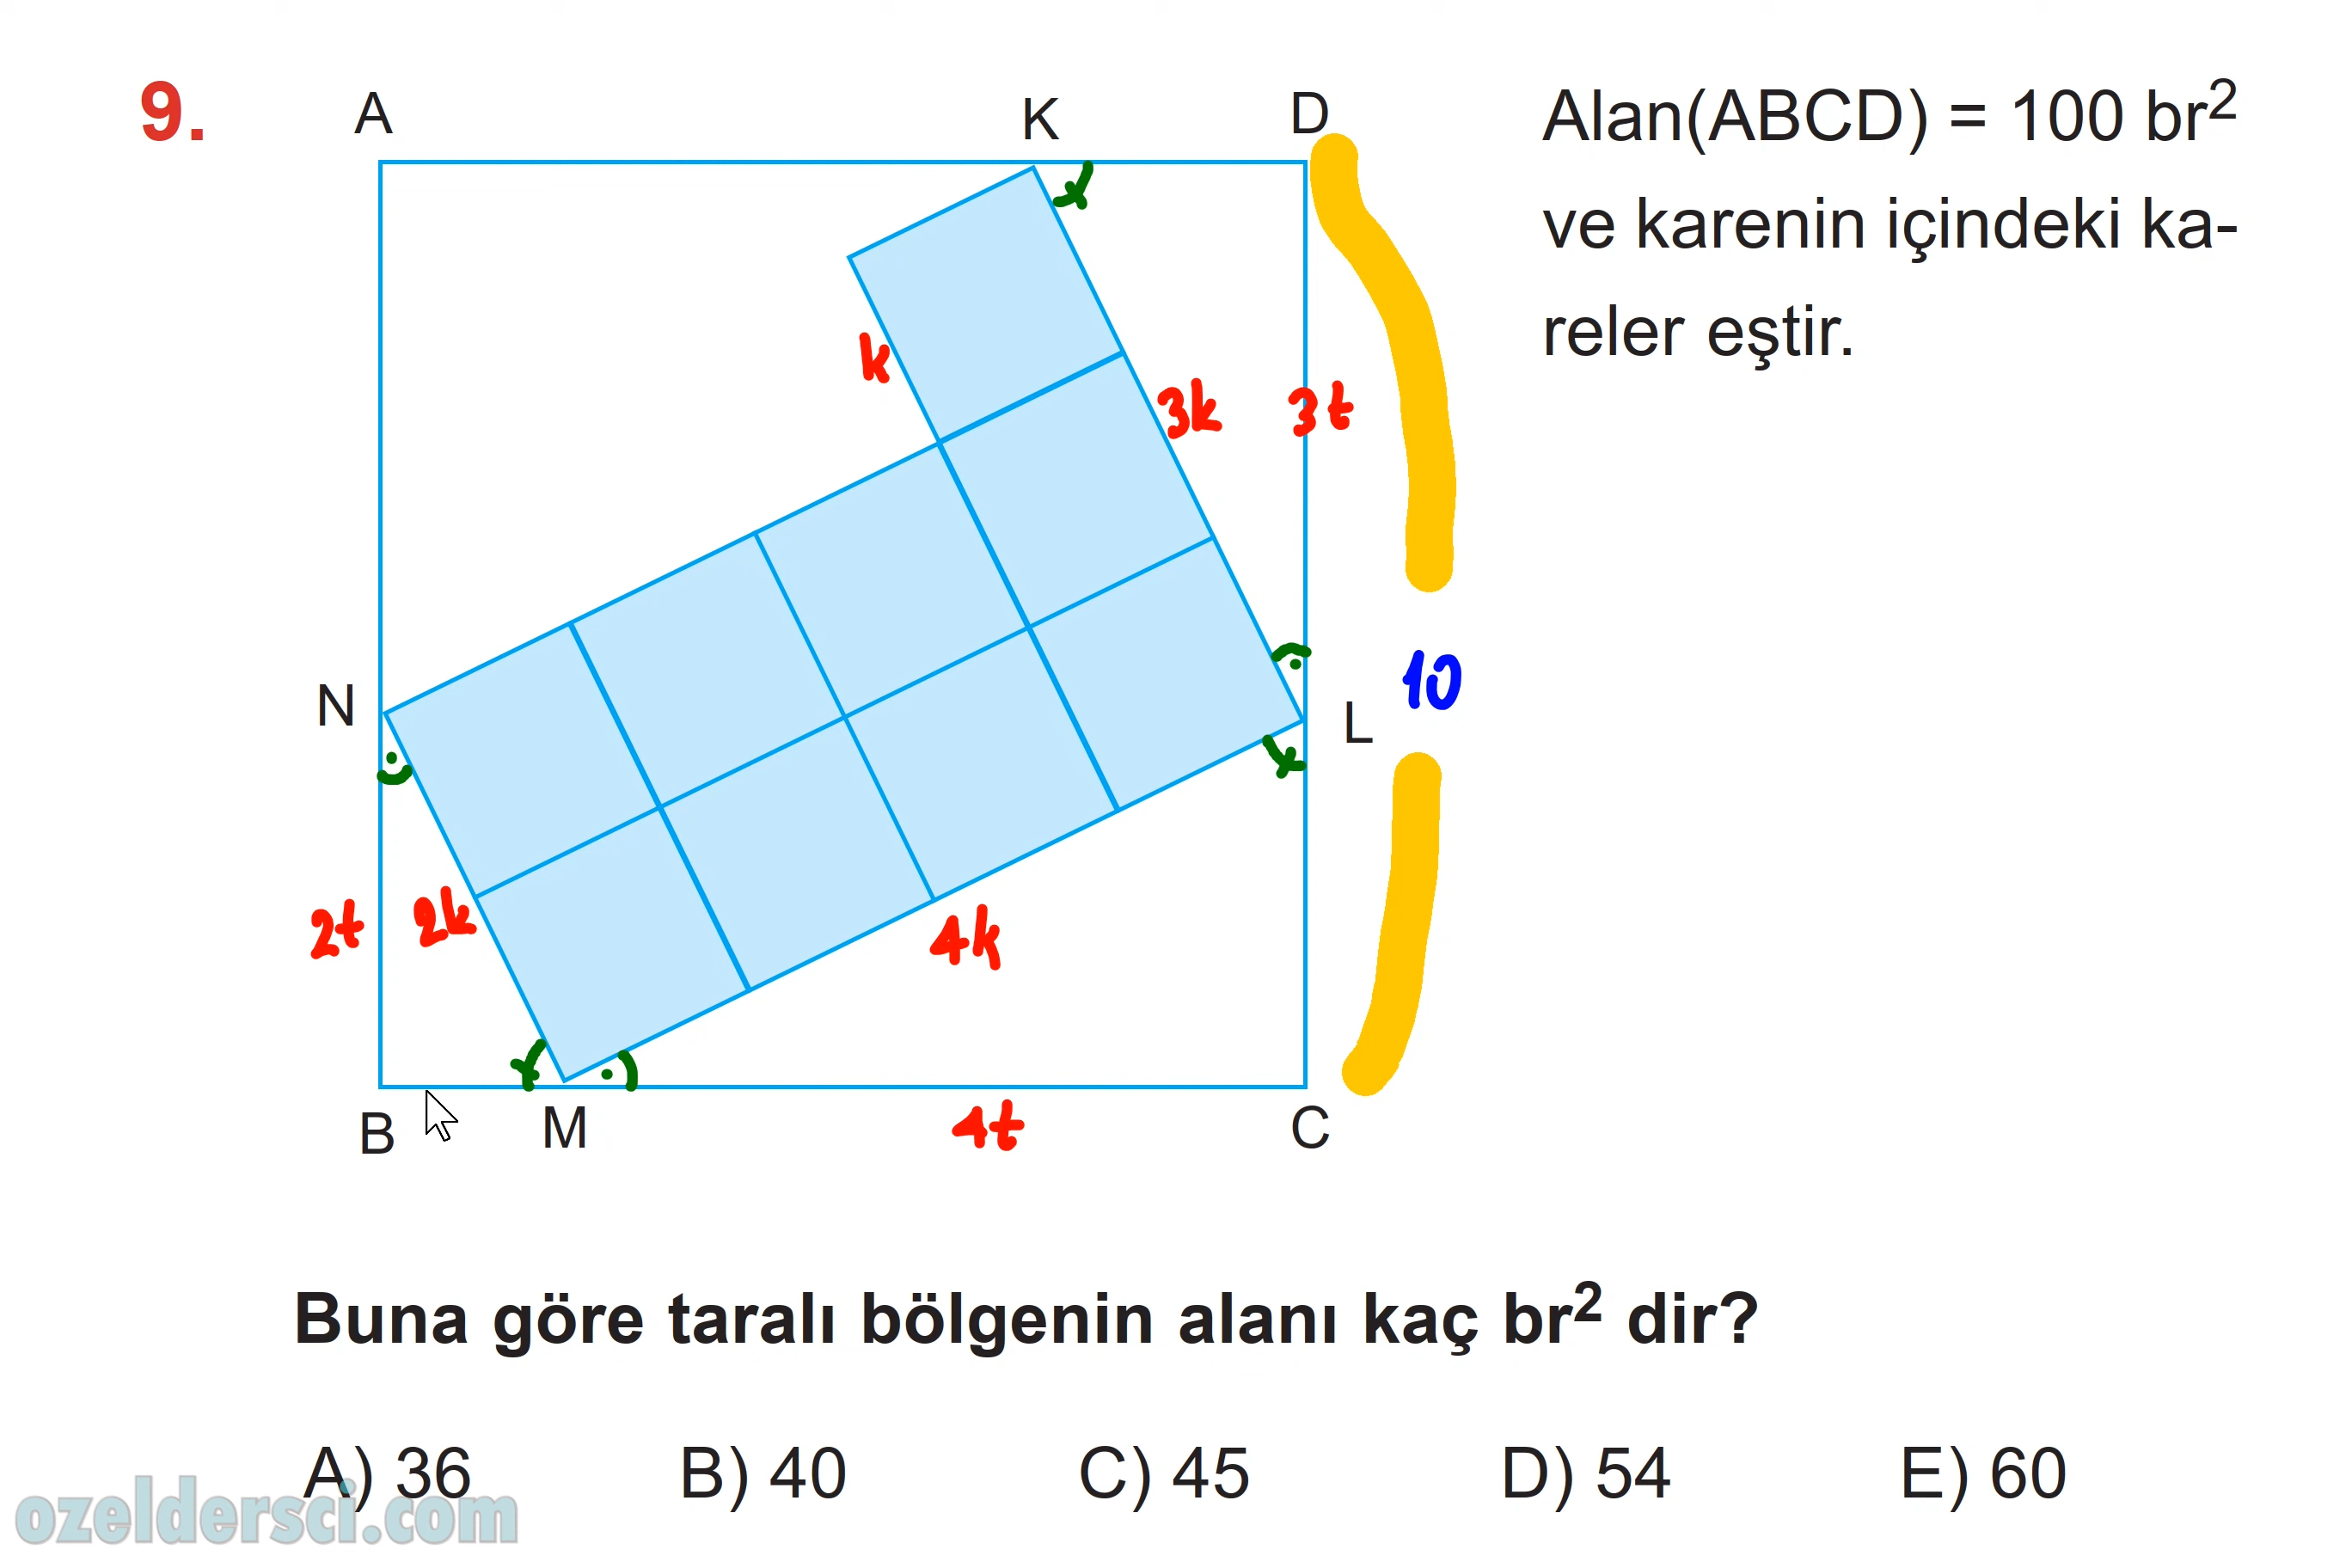 9.
A
K
D
Alan(ABCD) = 100 br²
ve karenin içindeki ka-
reler eştir.
x
k
3k
3t
10
N
L
x
2t
2k
4k
x
B
M
4t
C
Buna göre taralı bölgenin alanı kaç br² dir?
A) 36 B) 40 C) 45 D) 54 E) 60
ozeldersci.com